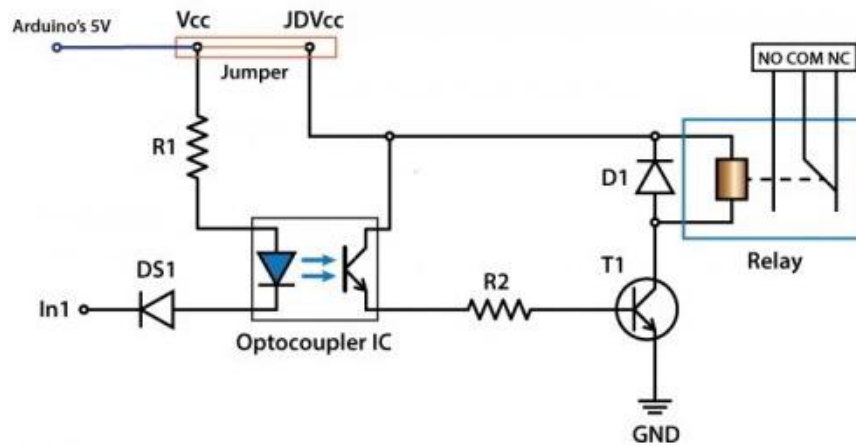 Arduino's 5V
Vcc
JDVcc
Jumper
NO COM NC
R1
D1
DS1
R2
T1
Relay
In1
Optocoupler IC
GND